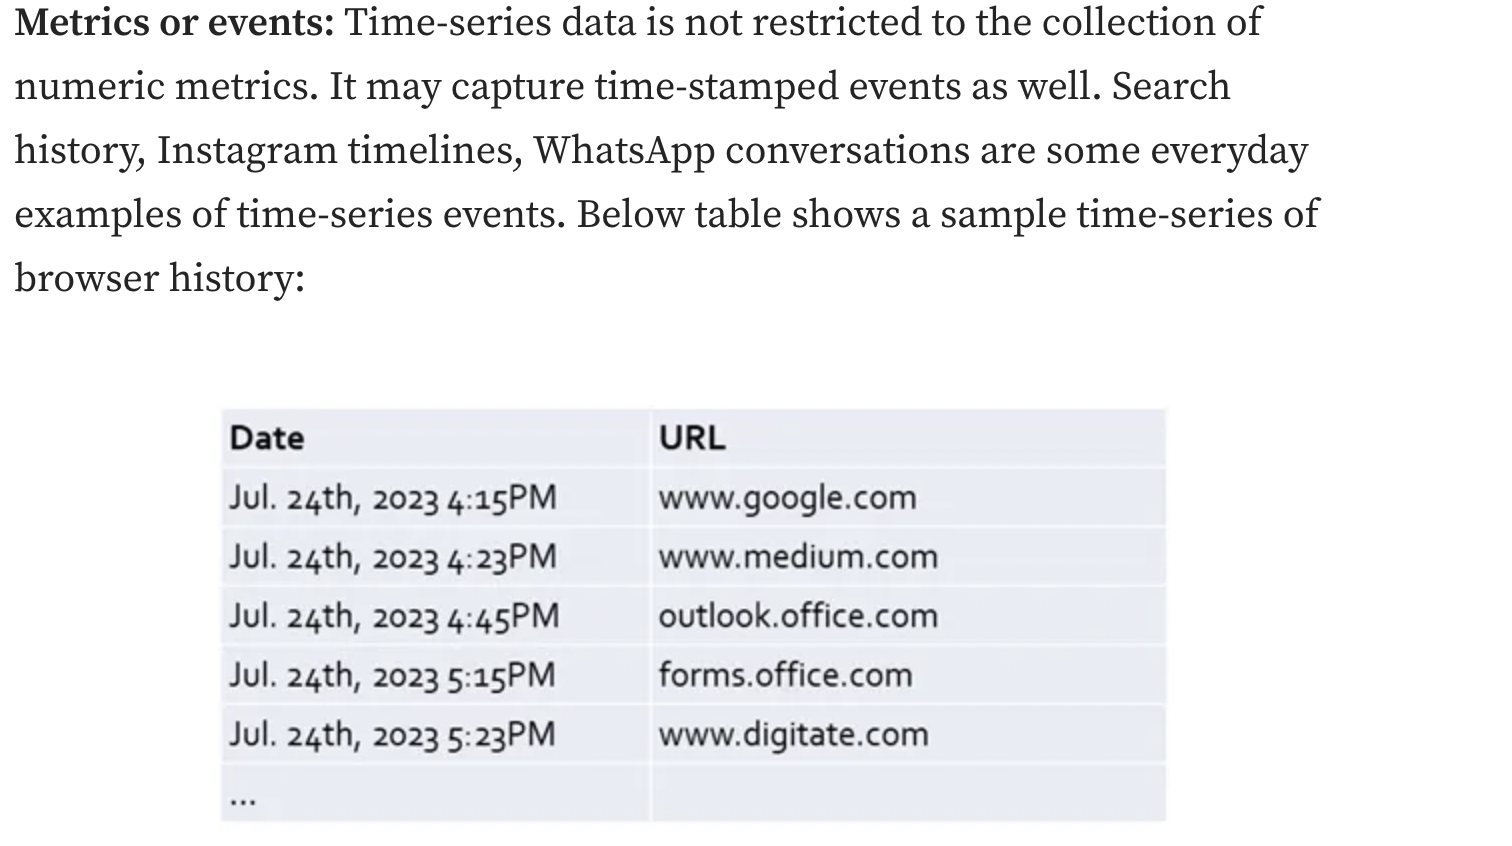 Metrics or events: Time-series data is not restricted to the collection of
numeric metrics. It may capture time-stamped events as well. Search
history, Instagram timelines, WhatsApp conversations are some everyday
examples of time-series events. Below table shows a sample time-series of
browser history:
Date URL
Jul. 24th, 2023 4:15PM www.google.com
Jul. 24th, 2023 4:23PM www.medium.com
Jul. 24th, 2023 4:45PM outlook.office.com
Jul. 24th, 2023 5:15PM forms.office.com
Jul. 24th, 2023 5:23PM www.digitate.com
...